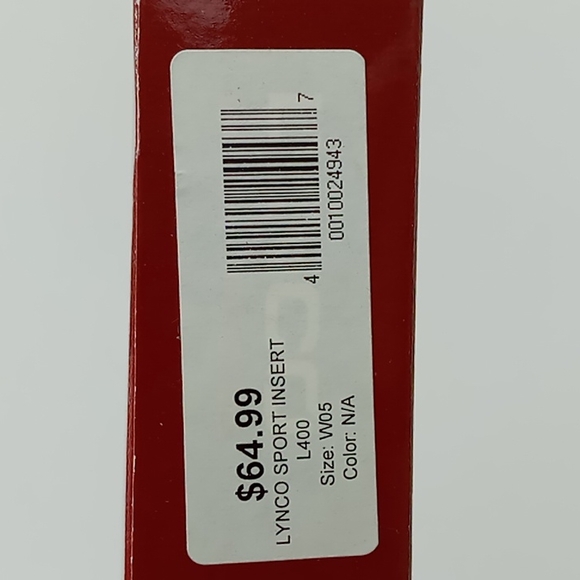 $64.99
LYNCO SPORT INSERT
L400
Size: W05
Color: N/A
4 7
0010024943